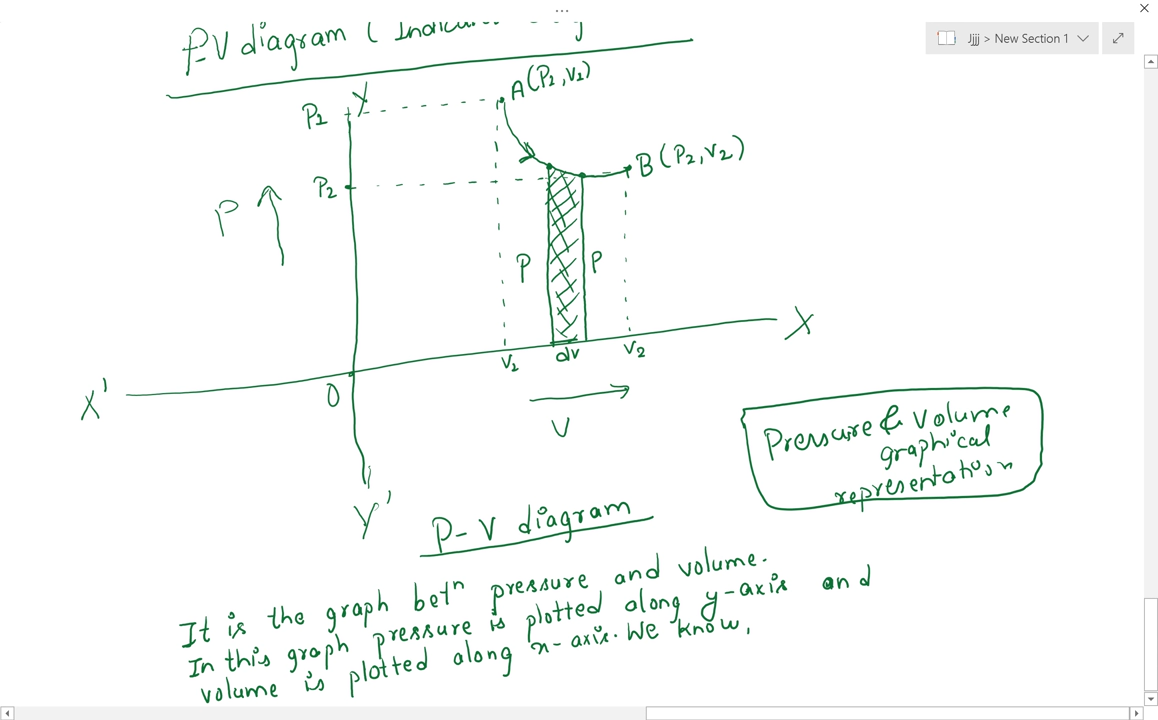 Jjjj > New Section 1
P-V diagram (
Y
A(P1,V1)
P1
B(P2,V2)
P2
P
P
P
X
V1
dv
V2
O
X'
V
Pressure & Volume
graphical
representation
Y'
P-V diagram
It is the graph betn pressure and volume.
In this graph pressure is plotted along y-axis and
volume is plotted along x-axis. We know,